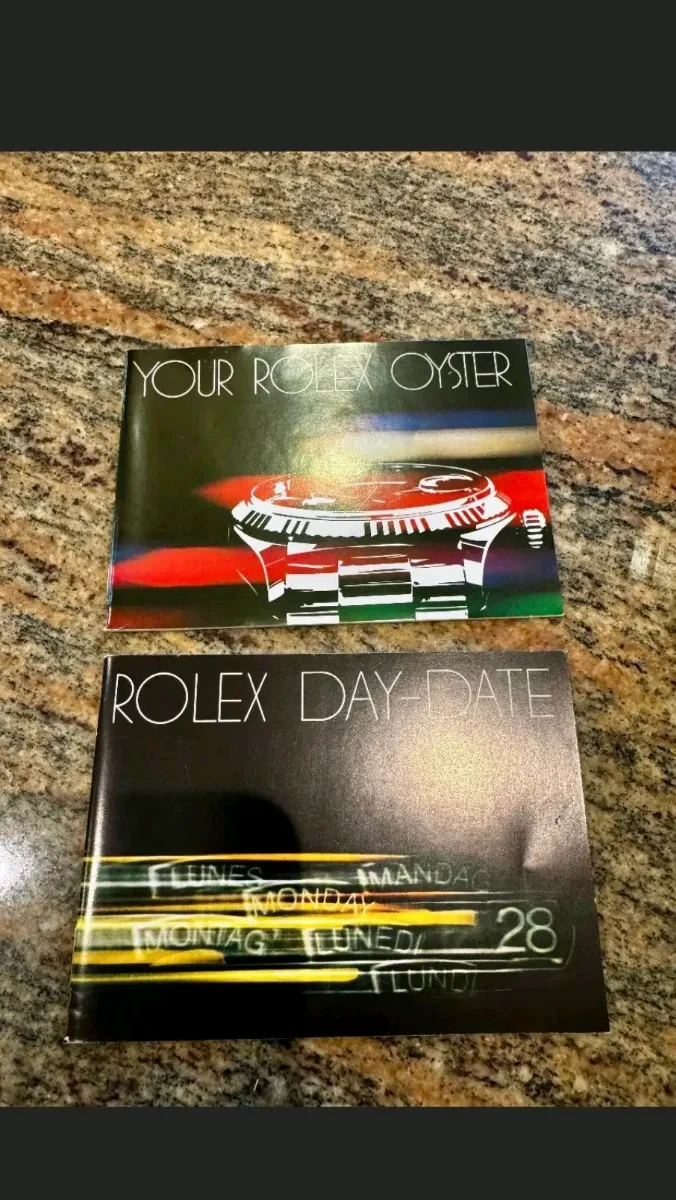 YOUR ROLEX OYSTER
ROLEX DAY-DATE
LUNES
MANDAG
MONDAY
MONTAG
LUNEDI
28
LUNDI